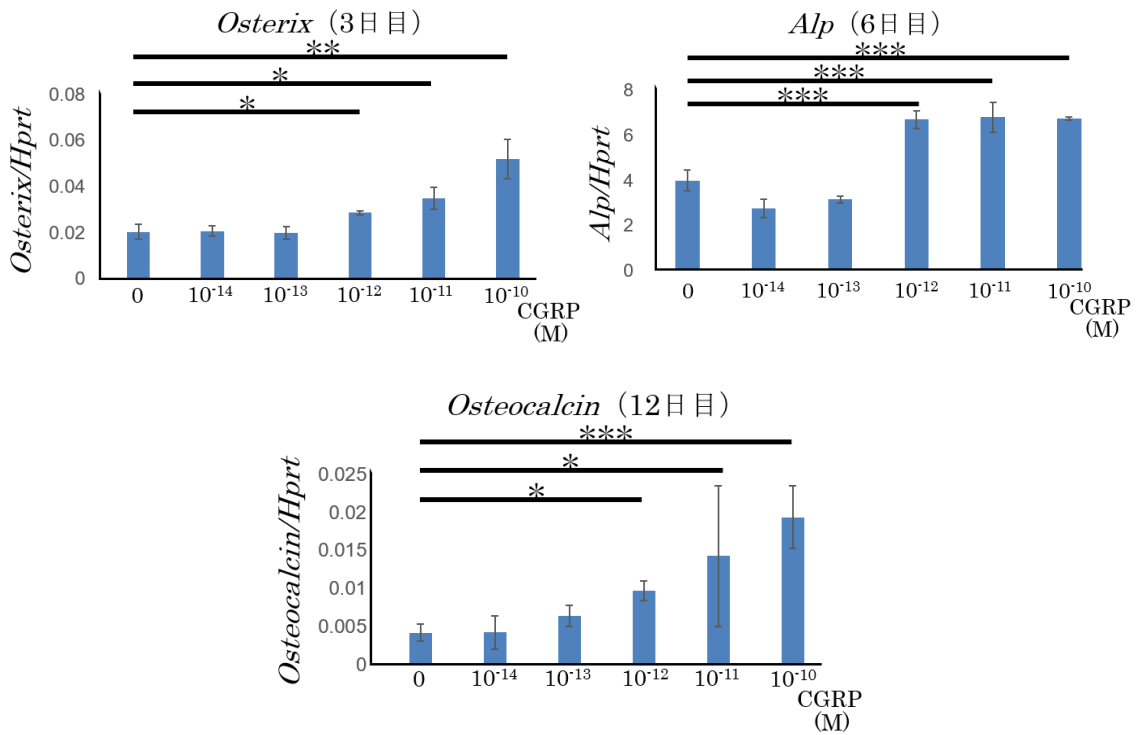 Osterix（3日目）
**
*
*
Osterix/Hprt
0.08
0.06
0.04
0.02
0
0 10⁻¹⁴ 10⁻¹³ 10⁻¹² 10⁻¹¹ 10⁻¹⁰
CGRP
(M)
Alp（6日目）
***
***
***
Alp/Hprt
8
6
4
2
0
0 10⁻¹⁴ 10⁻¹³ 10⁻¹² 10⁻¹¹ 10⁻¹⁰
CGRP
(M)
Osteocalcin（12日目）
***
*
*
Osteocalcin/Hprt
0.025
0.02
0.015
0.01
0.005
0
0 10⁻¹⁴ 10⁻¹³ 10⁻¹² 10⁻¹¹ 10⁻¹⁰
CGRP
(M)